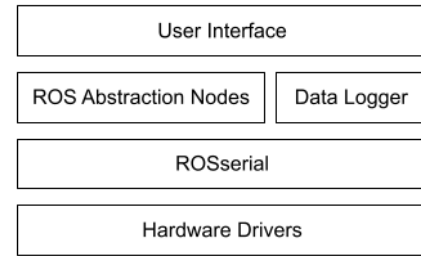 User Interface
ROS Abstraction Nodes
Data Logger
ROSserial
Hardware Drivers